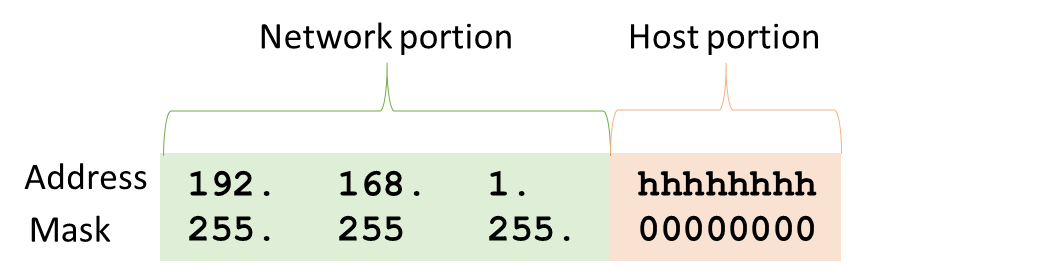 Network portion Host portion
Address 192. 168. 1. hhhhhhhh
Mask 255. 255 255. 00000000